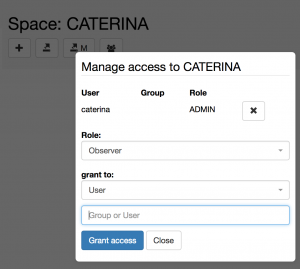 Space: CATERINA
M
Manage access to CATERINA
User Group Role
caterina ADMIN
Role:
Observer
grant to:
User
Group or User
Grant access Close